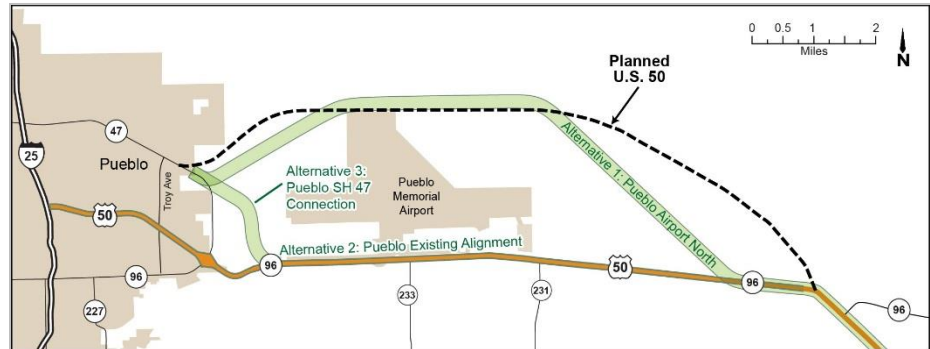 0 0.5 1 2
Miles
N
Planned
U.S. 50
47
25
Pueblo
Troy Ave
Alternative 3:
Pueblo SH 47
Connection
Pueblo
Memorial
Airport
Alternative 1: Pueblo Airport North
50
Alternative 2: Pueblo Existing Alignment
96
50
96
96
227
233
231
96